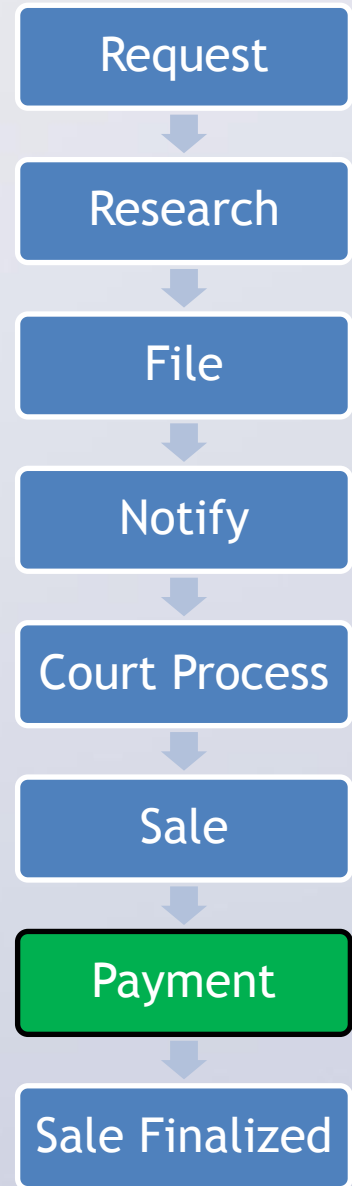 Request
Research
File
Notify
Court Process
Sale
Payment
Sale Finalized